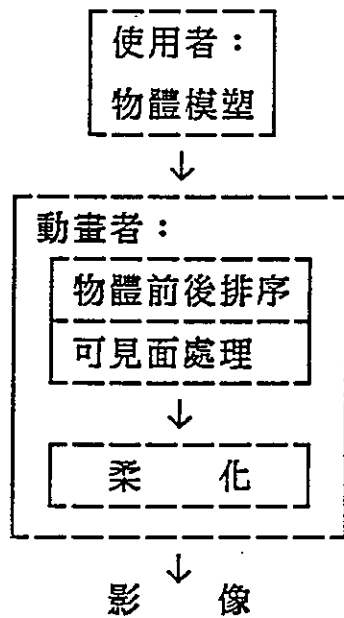 使用者：
物體模塑
動畫者：
物體前後排序
可見面處理
柔 化
影 像